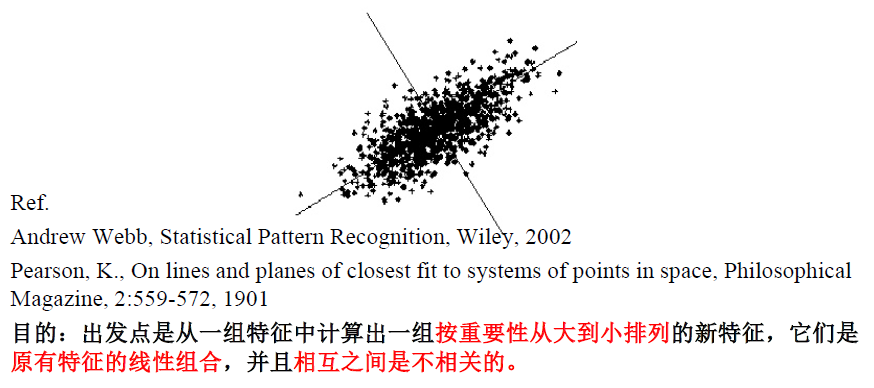 Ref.
Andrew Webb, Statistical Pattern Recognition, Wiley, 2002
Pearson, K., On lines and planes of closest fit to systems of points in space, Philosophical
Magazine, 2:559-572, 1901
目的：出发点是从一组特征中计算出一组按重要性从大到小排列的新特征，它们是
原有特征的线性组合，并且相互之间是不相关的。